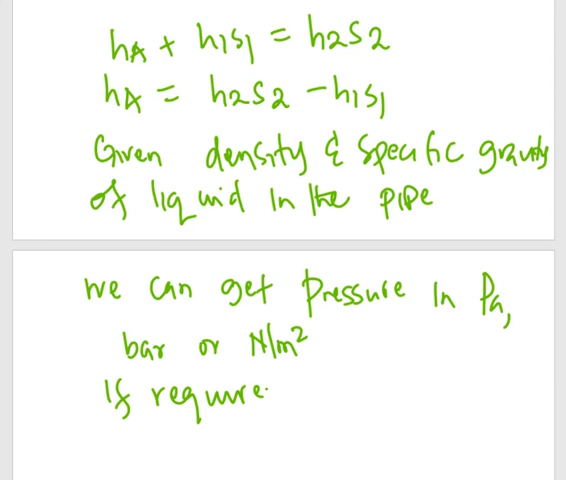 hA + h1s1 = h2s2
hA = h2s2 - h1s1
Given density & specific gravity
of liquid in the pipe
we can get pressure in Pa,
bar or N/m²
If require